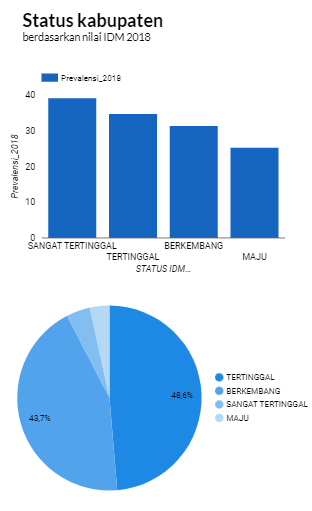 Status kabupaten
berdasarkan nilai IDM 2018
Prevalensi_2018
40
30
20
10
0
Prevalensi_2018
SANGAT TERTINGGAL
TERTINGGAL
BERKEMBANG
MAJU
STATUS IDM...
48,6%
43,7%
TERTINGGAL
BERKEMBANG
SANGAT TERTINGGAL
MAJU